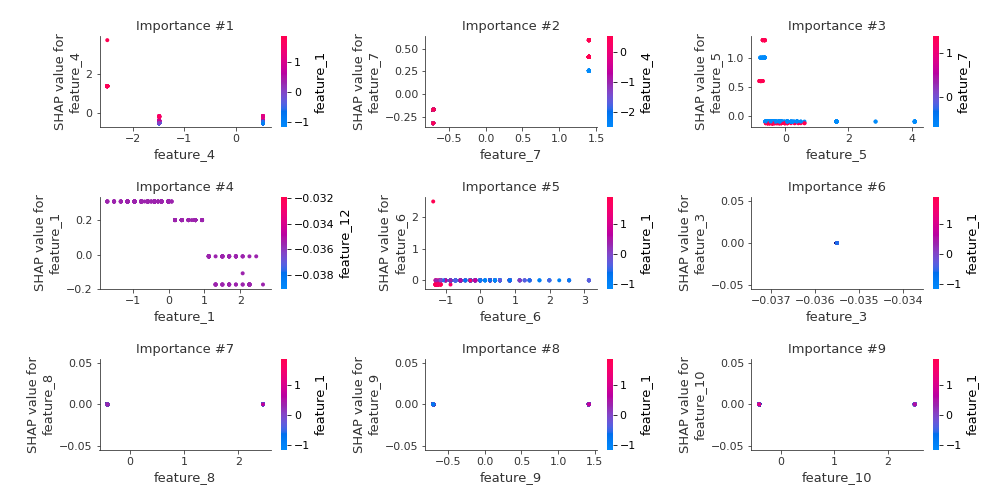 Importance #1
SHAP value for
feature_4
2
0
−2
−1
0
feature_4
1
0
−1
feature_1
Importance #2
SHAP value for
feature_7
0.50
0.25
0.00
−0.25
−0.5
0.0
0.5
1.0
1.5
feature_7
0
−1
−2
feature_4
Importance #3
SHAP value for
feature_5
1.0
0.5
0.0
0
2
4
feature_5
1
0
feature_7
Importance #4
SHAP value for
feature_1
0.2
0.0
−0.2
−1
0
1
2
feature_1
−0.032
−0.034
−0.036
−0.038
feature_12
Importance #5
SHAP value for
feature_6
2
1
0
−1
0
1
2
3
feature_6
1
0
−1
feature_1
Importance #6
SHAP value for
feature_3
0.05
0.00
−0.05
−0.037
−0.036
−0.035
−0.034
feature_3
1
0
−1
feature_1
Importance #7
SHAP value for
feature_8
0.05
0.00
−0.05
0
1
2
feature_8
1
0
−1
feature_1
Importance #8
SHAP value for
feature_9
0.05
0.00
−0.05
−0.5
0.0
0.5
1.0
1.5
feature_9
1
0
−1
feature_1
Importance #9
SHAP value for
feature_10
0.05
0.00
−0.05
0
1
2
feature_10
1
0
−1
feature_1